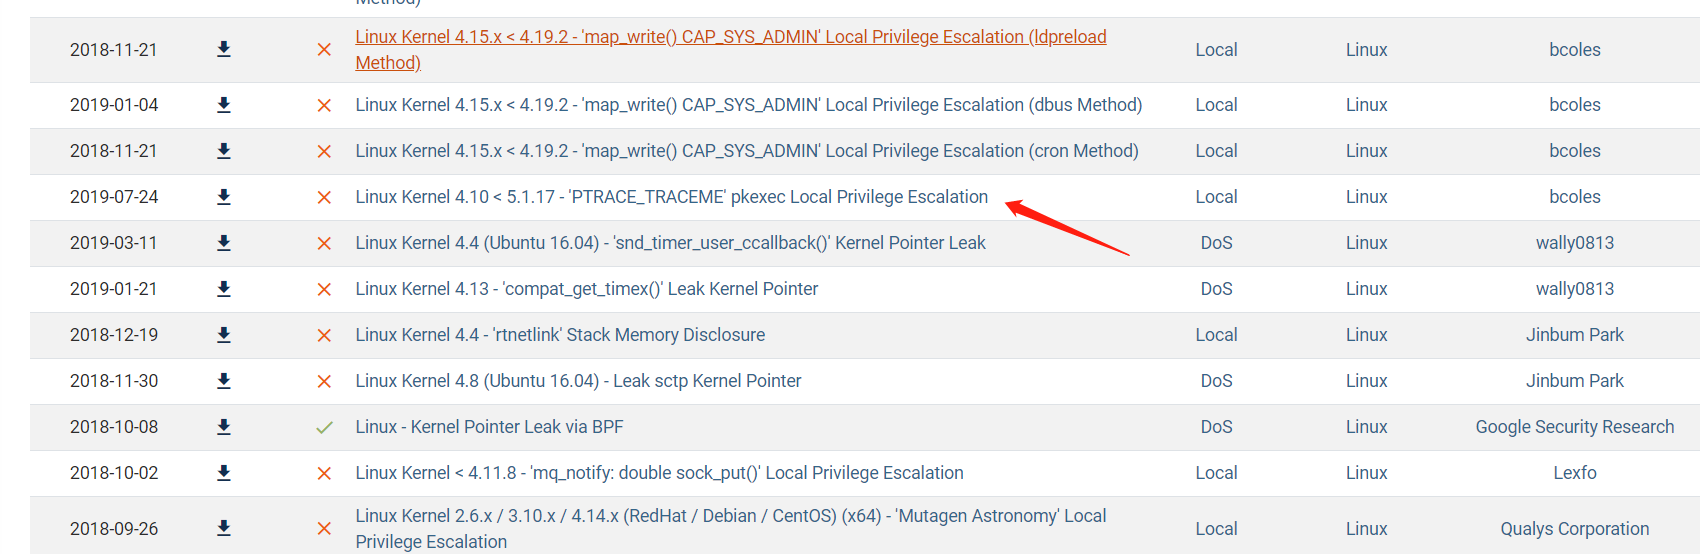 Method)
2018-11-21 Linux Kernel 4.15.x < 4.19.2 - 'map_write() CAP_SYS_ADMIN' Local Privilege Escalation (ldpreload Local Linux bcoles
Method)
2019-01-04 Linux Kernel 4.15.x < 4.19.2 - 'map_write() CAP_SYS_ADMIN' Local Privilege Escalation (dbus Method) Local Linux bcoles
2018-11-21 Linux Kernel 4.15.x < 4.19.2 - 'map_write() CAP_SYS_ADMIN' Local Privilege Escalation (cron Method) Local Linux bcoles
2019-07-24 Linux Kernel 4.10 < 5.1.17 - 'PTRACE_TRACEME' pkexec Local Privilege Escalation Local Linux bcoles
2019-03-11 Linux Kernel 4.4 (Ubuntu 16.04) - 'snd_timer_user_ccallback()' Kernel Pointer Leak DoS Linux wally0813
2019-01-21 Linux Kernel 4.13 - 'compat_get_timex()' Leak Kernel Pointer DoS Linux wally0813
2018-12-19 Linux Kernel 4.4 - 'rtnetlink' Stack Memory Disclosure Local Linux Jinbum Park
2018-11-30 Linux Kernel 4.8 (Ubuntu 16.04) - Leak sctp Kernel Pointer DoS Linux Jinbum Park
2018-10-08 Linux - Kernel Pointer Leak via BPF DoS Linux Google Security Research
2018-10-02 Linux Kernel < 4.11.8 - 'mq_notify: double sock_put()' Local Privilege Escalation Local Linux Lexfo
2018-09-26 Linux Kernel 2.6.x / 3.10.x / 4.14.x (RedHat / Debian / CentOS) (x64) - 'Mutagen Astronomy' Local Local Linux Qualys Corporation
Privilege Escalation